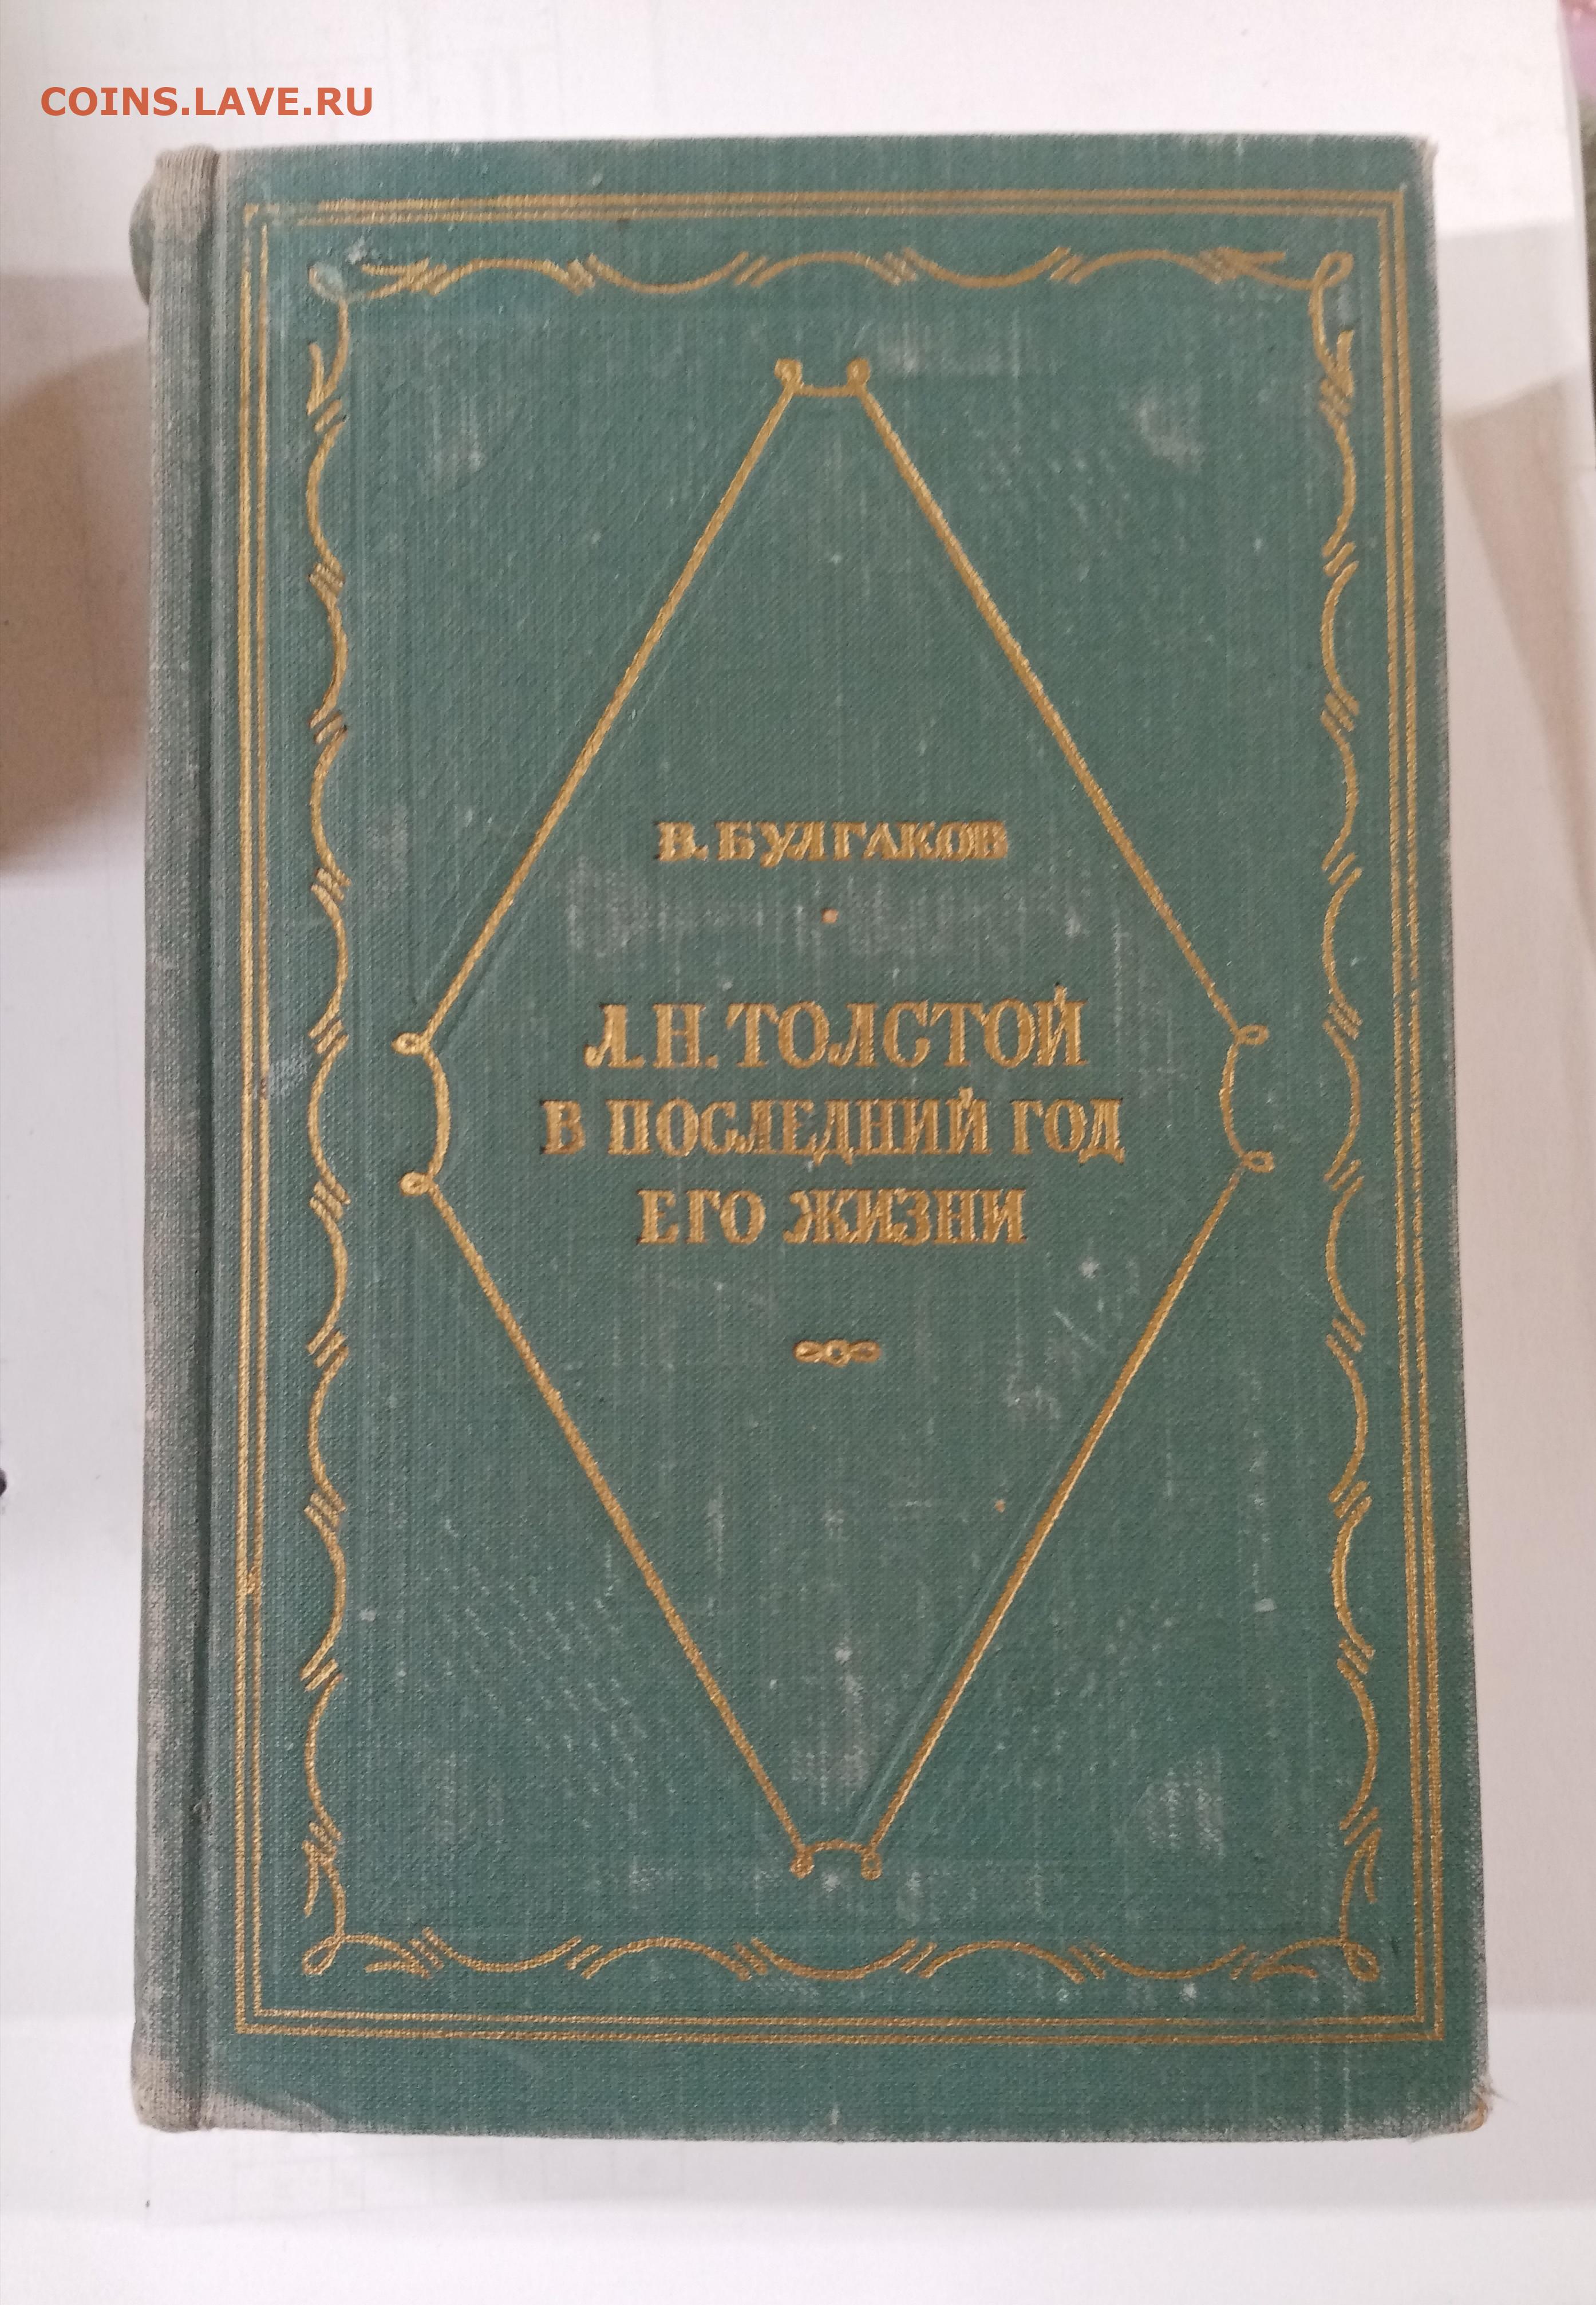 COINS.LAVE.RU
В. БУЛГАКОВ
Л.Н. ТОЛСТОЙ
В ПОСЛЕДНИЙ ГОД
ЕГО ЖИЗНИ